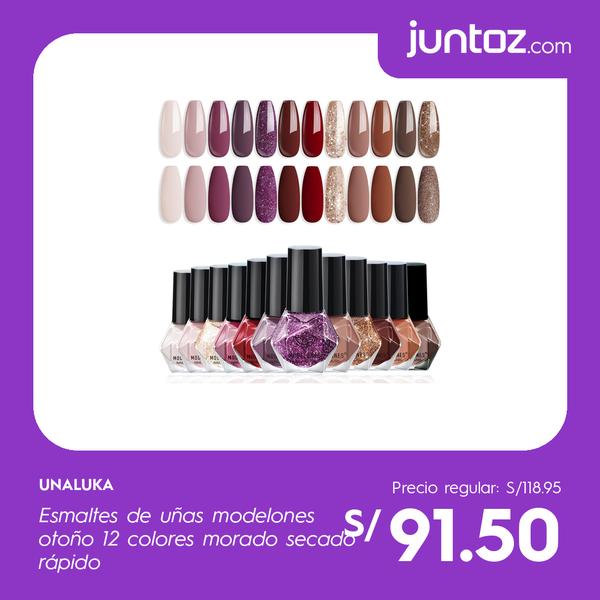 juntoz.com
UNALUKA
Esmaltes de uñas modelones
otoño 12 colores morado secado
rápido
Precio regular: S/118.95
S/91.50